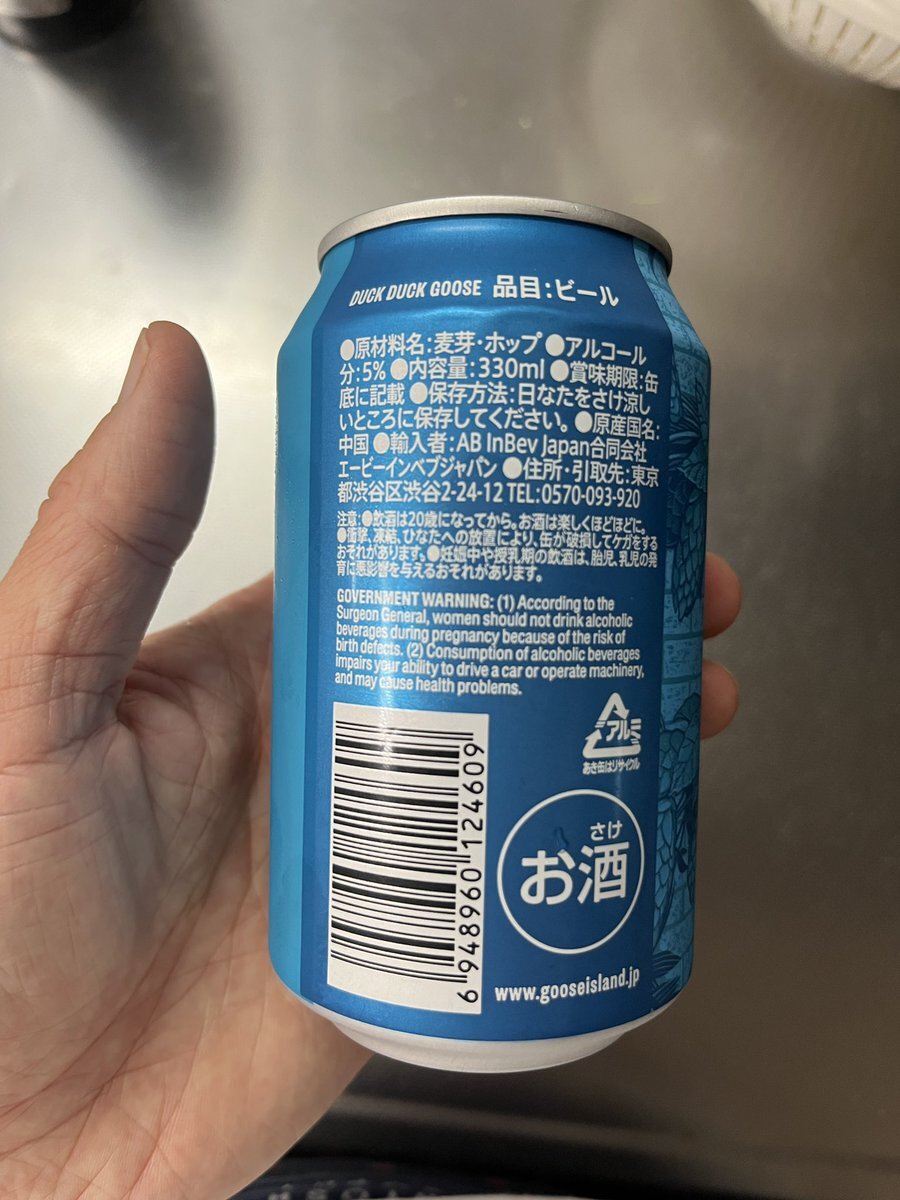 DUCK DUCK GOOSE 品目:ビール
●原材料名:麦芽・ホップ ●アルコール
分:5% ●内容量:330ml ●賞味期限:缶
底に記載 ●保存方法:日なたをさけ涼し
いところに保存してください。 ●原産国名:
中国 ●輸入者:AB InBev Japan合同会社
エービーインベブジャパン ●住所・引取先:東京
都渋谷区渋谷2-24-12 TEL:0570-093-920
注意:●飲酒は20歳になってから。お酒は楽しくほどほどに。
●衝撃、凍結、ひなたへの放置により、缶が破損してケガをする
おそれがあります。●妊娠中や授乳期の飲酒は、胎児、乳児の発
育に悪影響を与えるおそれがあります。
GOVERNMENT WARNING: (1) According to the
Surgeon General, women should not drink alcoholic
beverages during pregnancy because of the risk of
birth defects. (2) Consumption of alcoholic beverages
impairs your ability to drive a car or operate machinery,
and may cause health problems.
アルミ
あき缶はリサイクル
さけ
お酒
6 948960 124609
www.gooseisland.jp